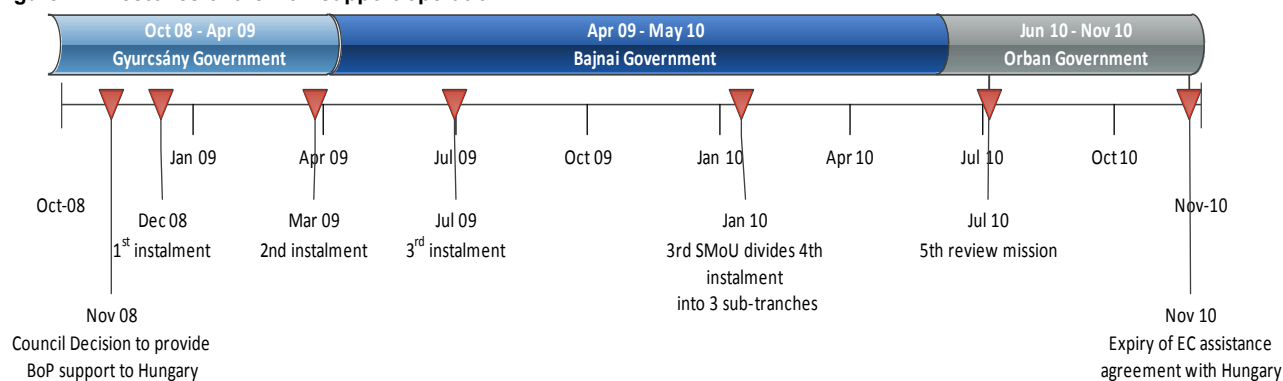 Oct 08 - Apr 09
Gyurcsány Government
Apr 09 - May 10
Bajnai Government
Jun 10 - Nov 10
Orban Government
Jan 09
Apr 09
Jul 09
Oct 09
Jan 10
Apr 10
Jul 10
Oct 10
Oct-08
Nov-10
Dec 08
1st instalment
Mar 09
2nd instalment
Jul 09
3rd instalment
Jan 10
3rd SMoU divides 4th
instalment
into 3 sub-tranches
Jul 10
5th review mission
Nov 08
Council Decision to provide
BoP support to Hungary
Nov 10
Expiry of EC assistance
agreement with Hungary